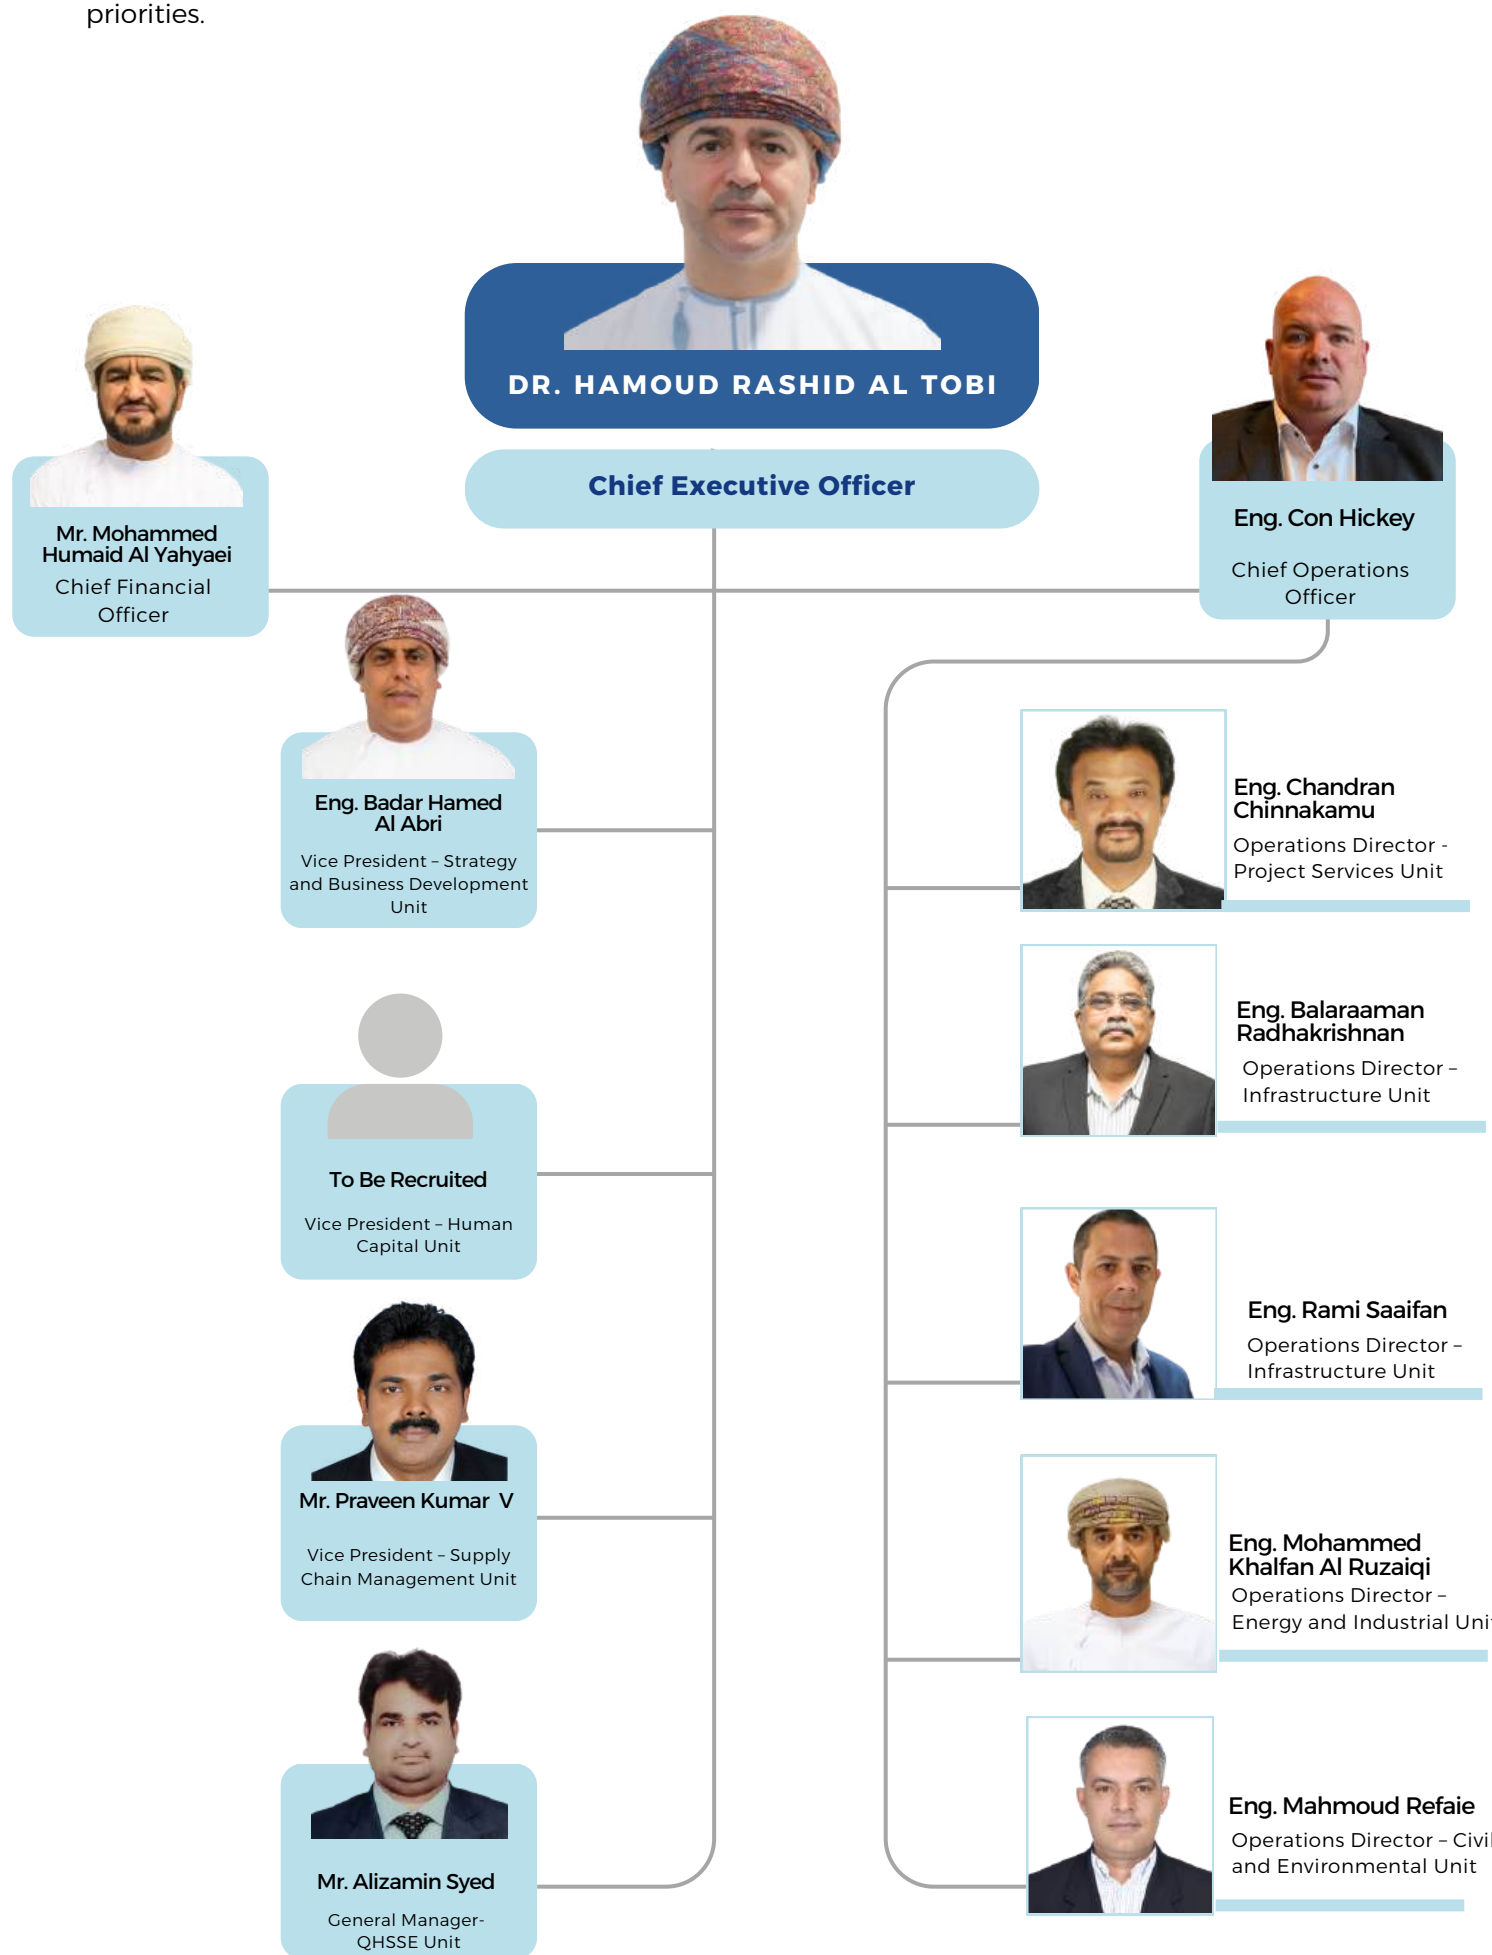 priorities.
DR. HAMOUD RASHID AL TOBI
Chief Executive Officer
Mr. Mohammed
Humaid Al Yahyaei
Chief Financial
Officer
Eng. Con Hickey
Chief Operations
Officer
Eng. Badar Hamed
Al Abri
Vice President – Strategy
and Business Development
Unit
To Be Recruited
Vice President – Human
Capital Unit
Mr. Praveen Kumar V
Vice President – Supply
Chain Management Unit
Mr. Alizamin Syed
General Manager-
QHSSE Unit
Eng. Chandran
Chinnakamu
Operations Director -
Project Services Unit
Eng. Balaraaman
Radhakrishnan
Operations Director –
Infrastructure Unit
Eng. Rami Saaifan
Operations Director –
Infrastructure Unit
Eng. Mohammed
Khalfan Al Ruzaiqi
Operations Director –
Energy and Industrial Unit
Eng. Mahmoud Refaie
Operations Director – Civil
and Environmental Unit